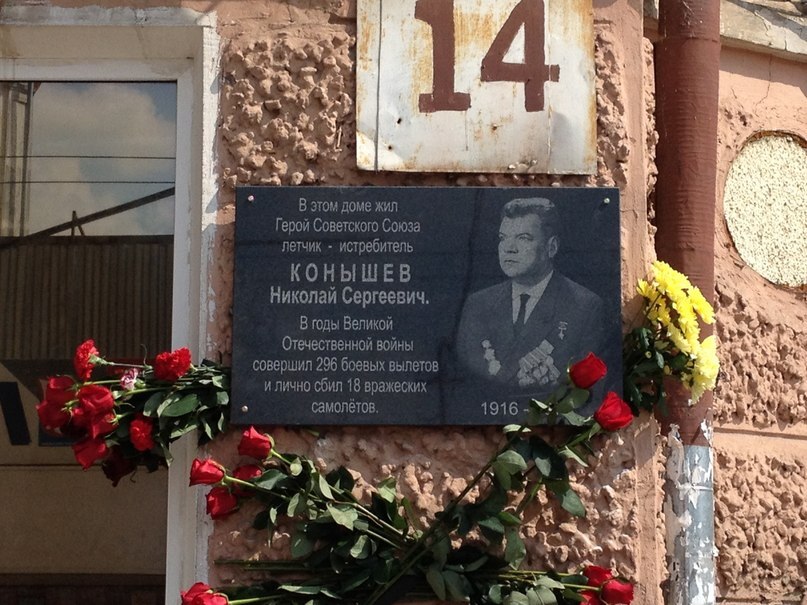 14
В этом доме жил
Герой Советского Союза
летчик - истребитель
КОНЫШЕВ
Николай Сергеевич.
В годы Великой
Отечественной войны
совершил 296 боевых вылетов
и лично сбил 18 вражеских
самолётов.
1916-